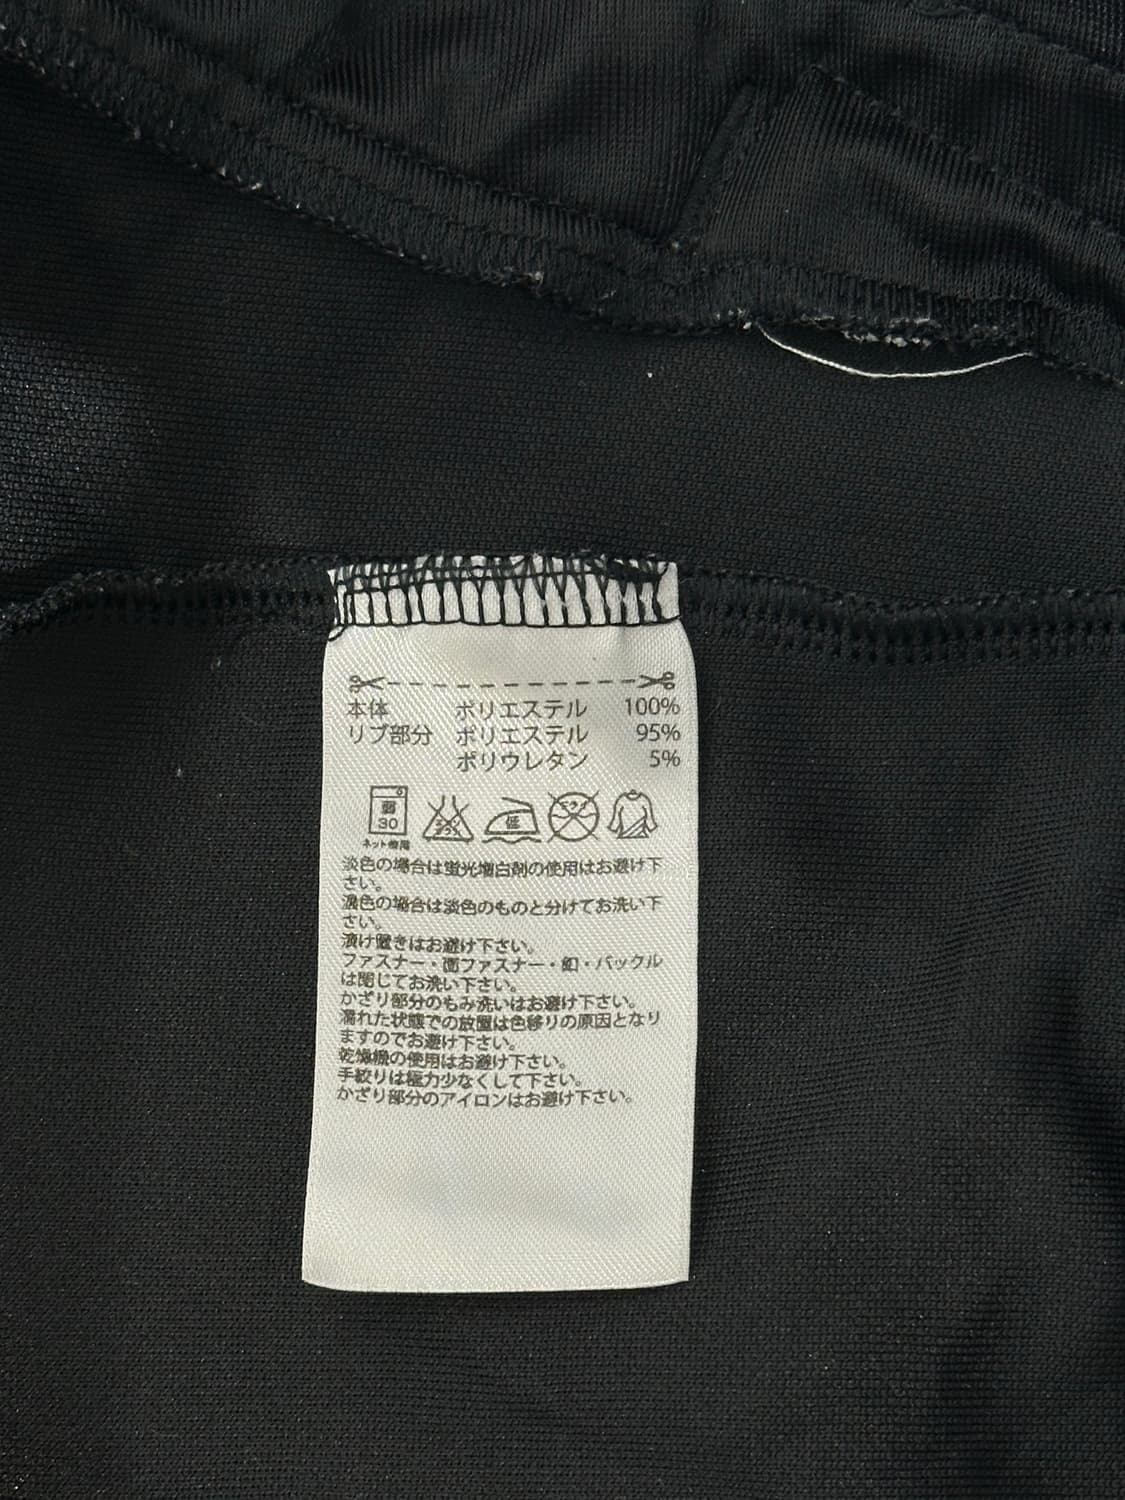 本体 ポリエステル 100%
リブ部分 ポリエステル 95%
ポリウレタン 5%
弱 30 エンソ 低 ドライ
ネット使用
淡色の場合は蛍光増白剤の使用はお避け下
さい。
濃色の場合は淡色のものと分けてお洗い下
さい。
漬け置きはお避け下さい。
ファスナー・面ファスナー・釦・バックル
は閉じてお洗い下さい。
かざり部分のもみ洗いはお避け下さい。
濡れた状態での放置は色移りの原因となり
ますのでお避け下さい。
乾燥機の使用はお避け下さい。
手絞りは極力少なくして下さい。
かざり部分のアイロンはお避け下さい。